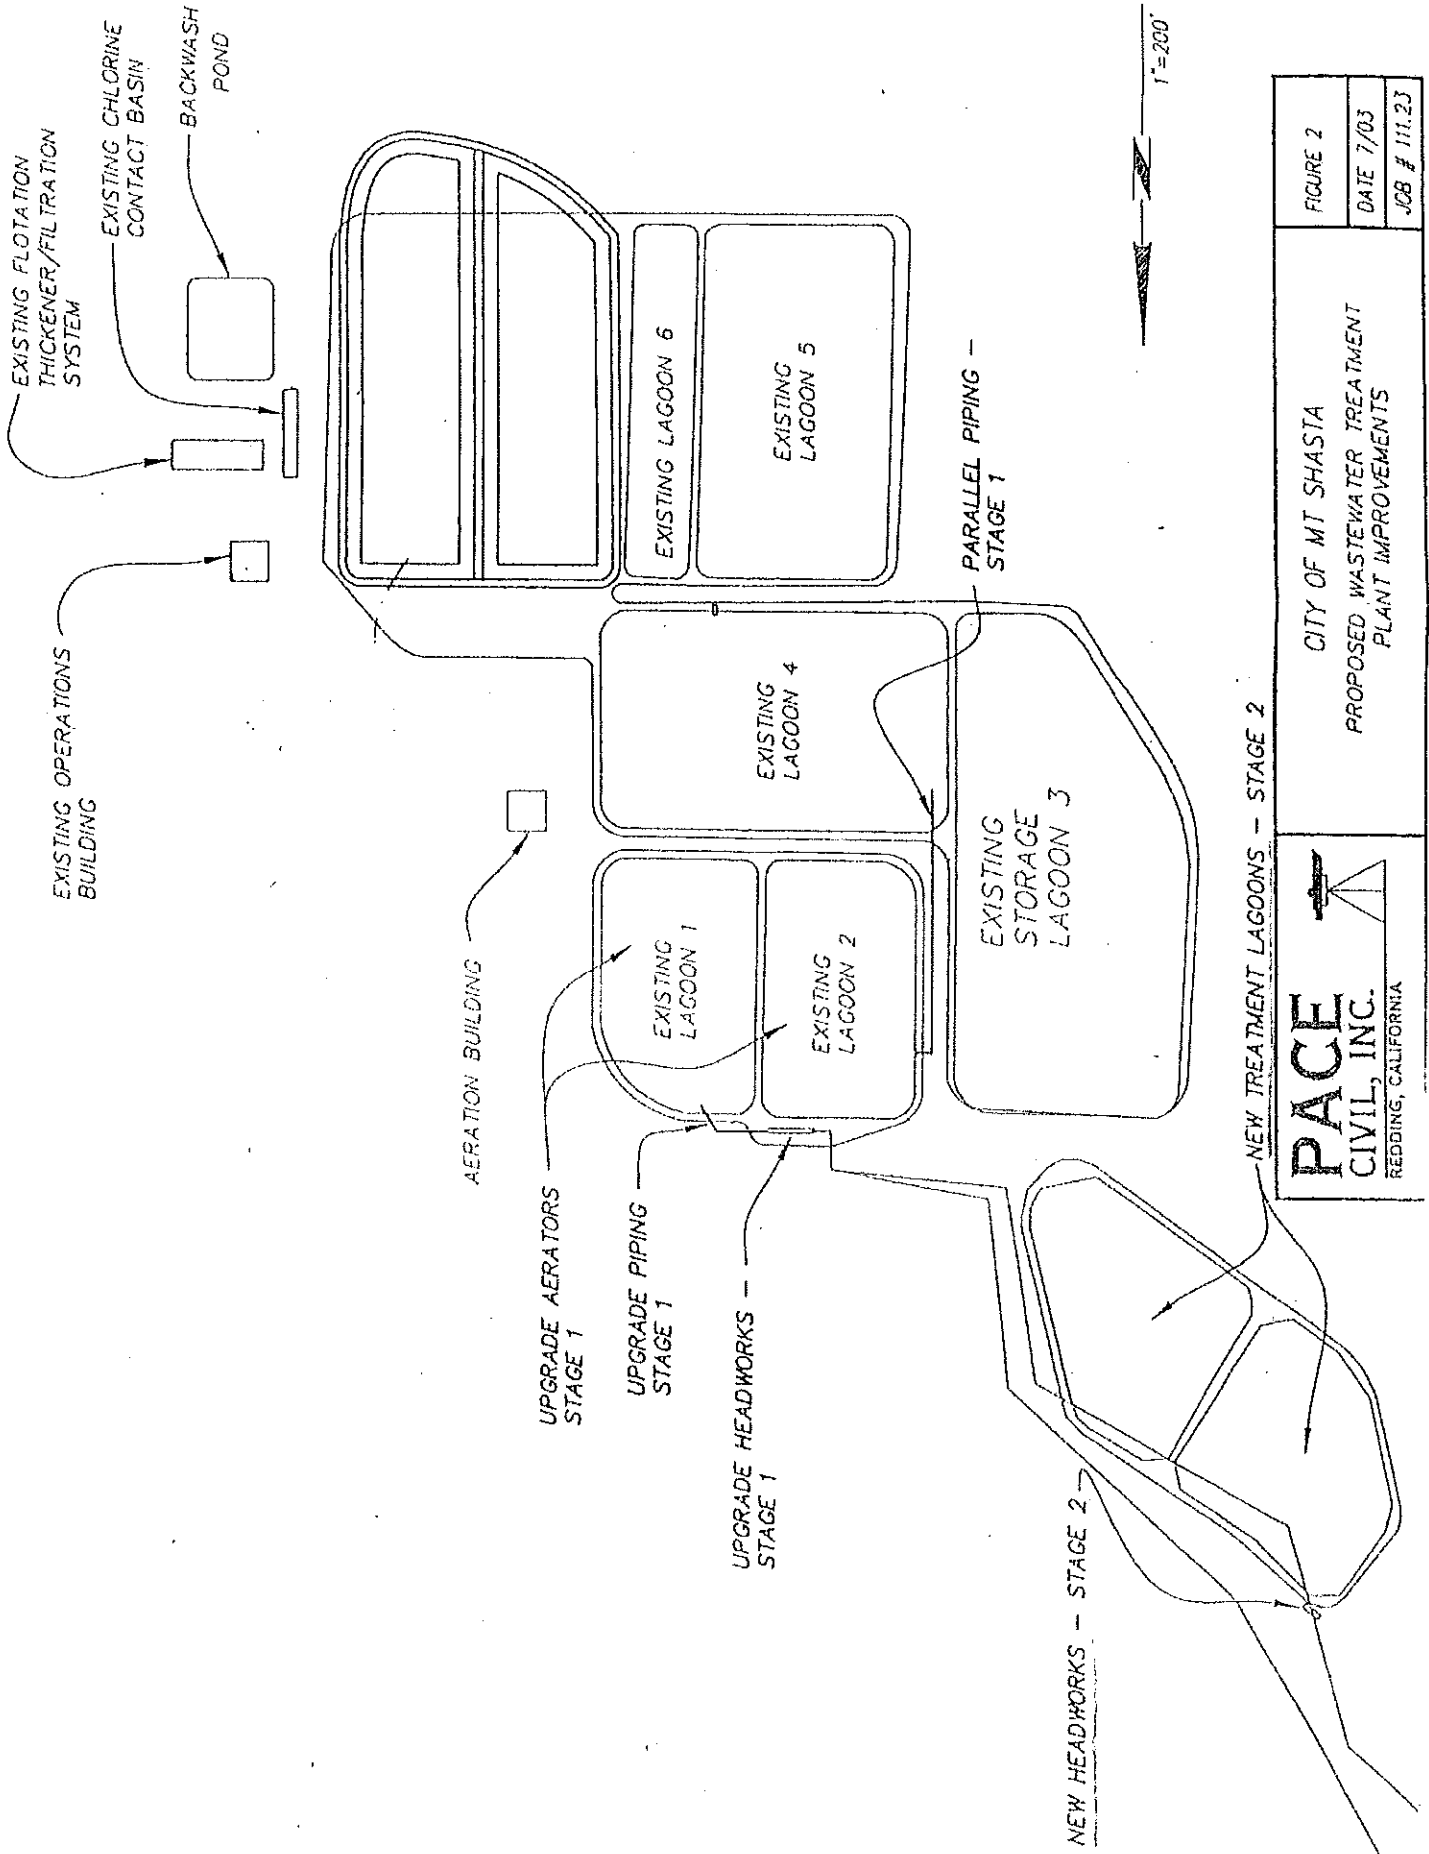 EXISTING FLOTATION
THICKENER/FILTRATION
SYSTEM
EXISTING CHLORINE
CONTACT BASIN
BACKWASH
POND
EXISTING OPERATIONS
BUILDING
AERATION BUILDING
UPGRADE AERATORS
STAGE 1
UPGRADE PIPING
STAGE 1
UPGRADE HEADWORKS –
STAGE 1
NEW HEADWORKS – STAGE 2
EXISTING
LAGOON 1
EXISTING
LAGOON 2
EXISTING
STORAGE
LAGOON 3
EXISTING
LAGOON 4
EXISTING
LAGOON 5
EXISTING LAGOON 6
PARALLEL PIPING –
STAGE 1
NEW TREATMENT LAGOONS – STAGE 2
N
1"=200'
PACE
CIVIL, INC.
REDDING, CALIFORNIA
CITY OF MT SHASTA
PROPOSED WASTEWATER TREATMENT
PLANT IMPROVEMENTS
FIGURE 2
DATE 7/03
JOB # 111.23